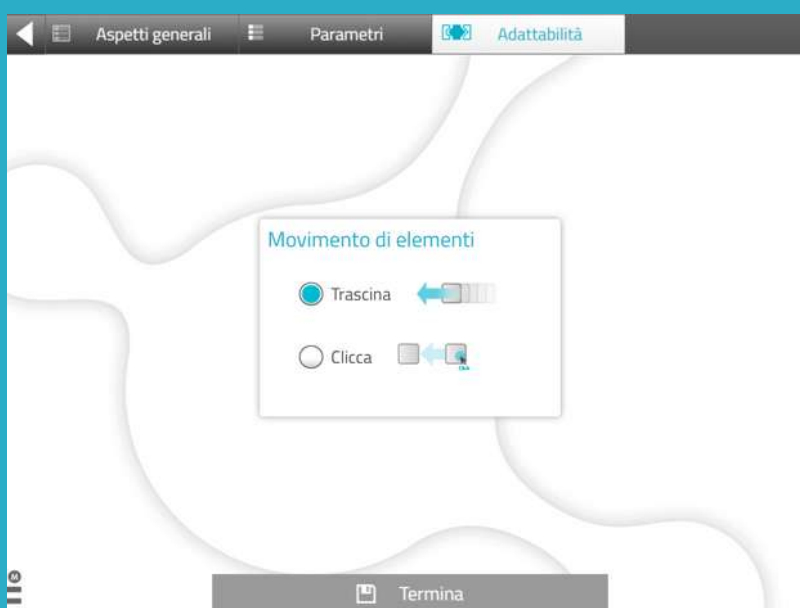 Aspetti generali
Parametri
Adattabilità
Movimento di elementi
Trascina
Clicca
M
Termina